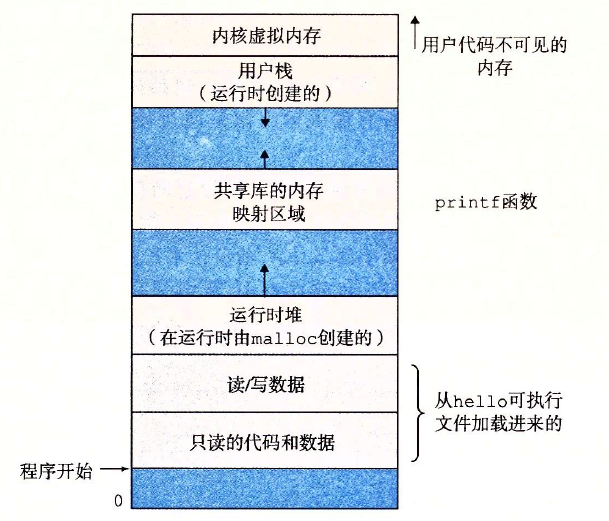 内核虚拟内存
用户代码不可见的
内存
用户栈
（运行时创建的）
共享库的内存
映射区域
printf函数
运行时堆
（在运行时由malloc创建的）
读/写数据
从hello可执行
文件加载进来的
只读的代码和数据
程序开始
0